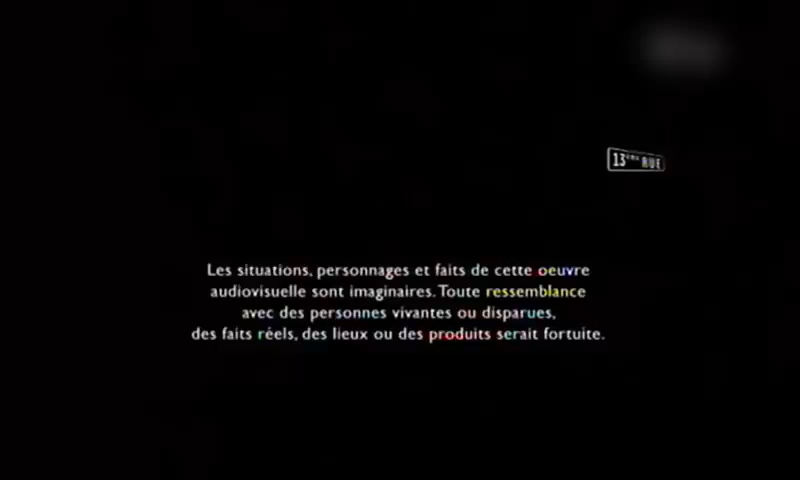 13ème RUE
Les situations, personnages et faits de cette oeuvre
audiovisuelle sont imaginaires. Toute ressemblance
avec des personnes vivantes ou disparues,
des faits réels, des lieux ou des produits serait fortuite.